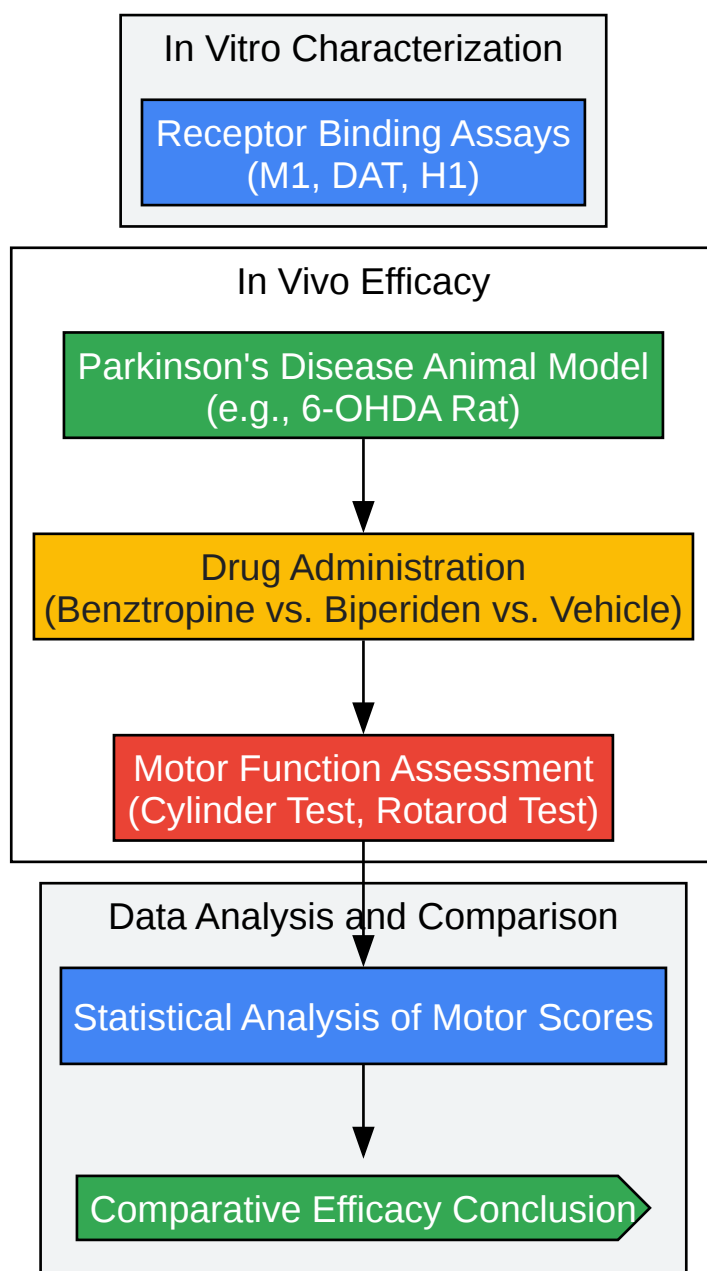 In Vitro Characterization
Receptor Binding Assays
(M1, DAT, H1)
In Vivo Efficacy
Parkinson's Disease Animal Model
(e.g., 6-OHDA Rat)
Drug Administration
(Benztropine vs. Biperiden vs. Vehicle)
Motor Function Assessment
(Cylinder Test, Rotarod Test)
Data Analysis and Comparison
Statistical Analysis of Motor Scores
Comparative Efficacy Conclusion